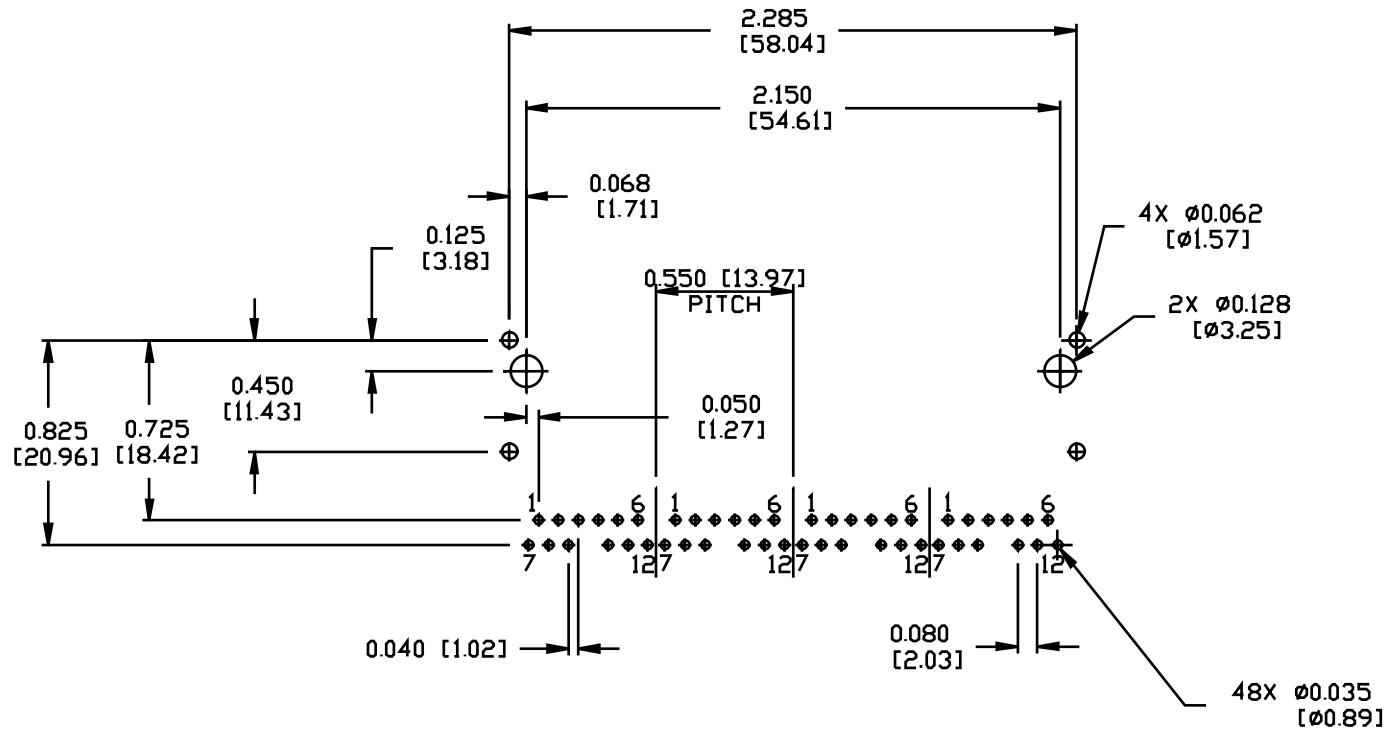 2.285
[58.04]
2.150
[54.61]
0.068
[1.71]
4X ø0.062
[ø1.57]
0.125
[3.18]
0.550 [13.97]
PITCH
2X ø0.128
[ø3.25]
0.450
[11.43]
0.050
[1.27]
0.825
[20.96]
0.725
[18.42]
1 6 1 6 1 6 1 6
7 12 7 12 7 12 7 12
0.040 [1.02]
0.080
[2.03]
48X ø0.035
[ø0.89]